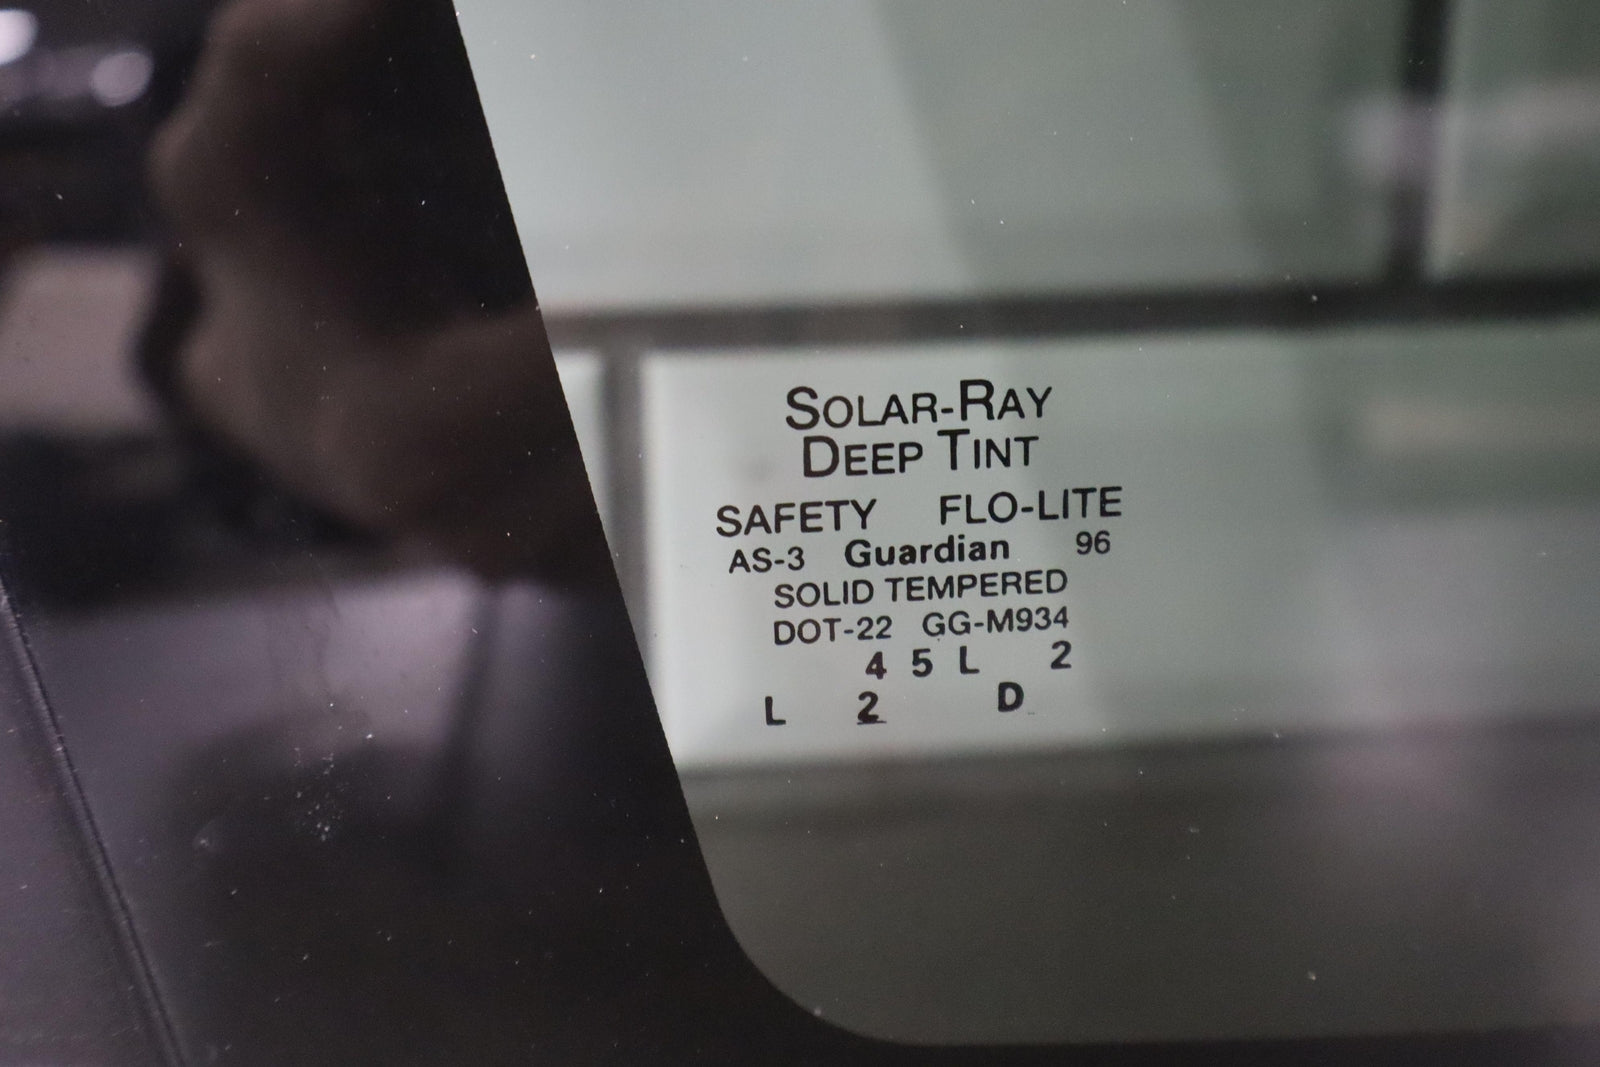 SOLAR-RAY
DEEP TINT
SAFETY FLO-LITE
AS-3 Guardian 96
SOLID TEMPERED
DOT-22 GG-M934
4 5 L 2
L 2 D